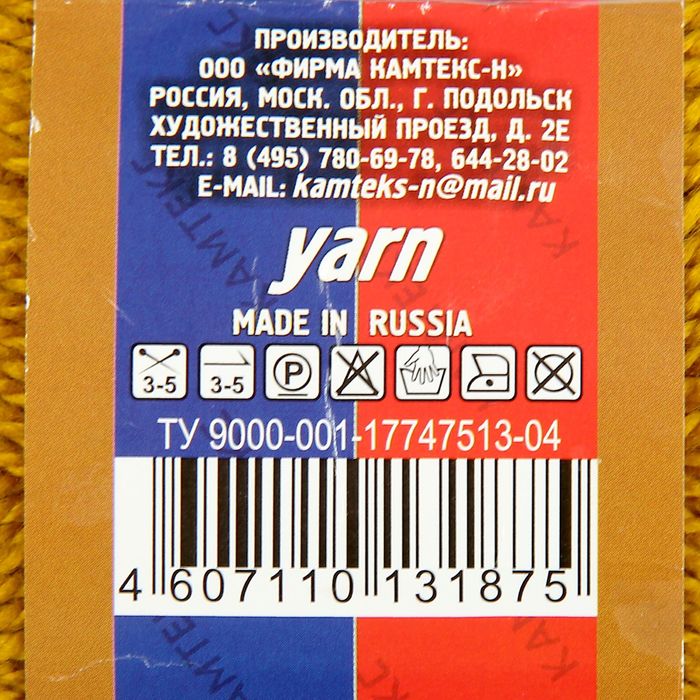 ПРОИЗВОДИТЕЛЬ:
ООО «ФИРМА КАМТЕКС-Н»
РОССИЯ, МОСК. ОБЛ., Г. ПОДОЛЬСК
ХУДОЖЕСТВЕННЫЙ ПРОЕЗД, Д. 2Е
ТЕЛ.: 8 (495) 780-69-78, 644-28-02
E-MAIL: kamteks-n@mail.ru
yarn
MADE IN RUSSIA
3-5 3-5 P
ТУ 9000-001-17747513-04
4 607110 131875
КАМТЕКС